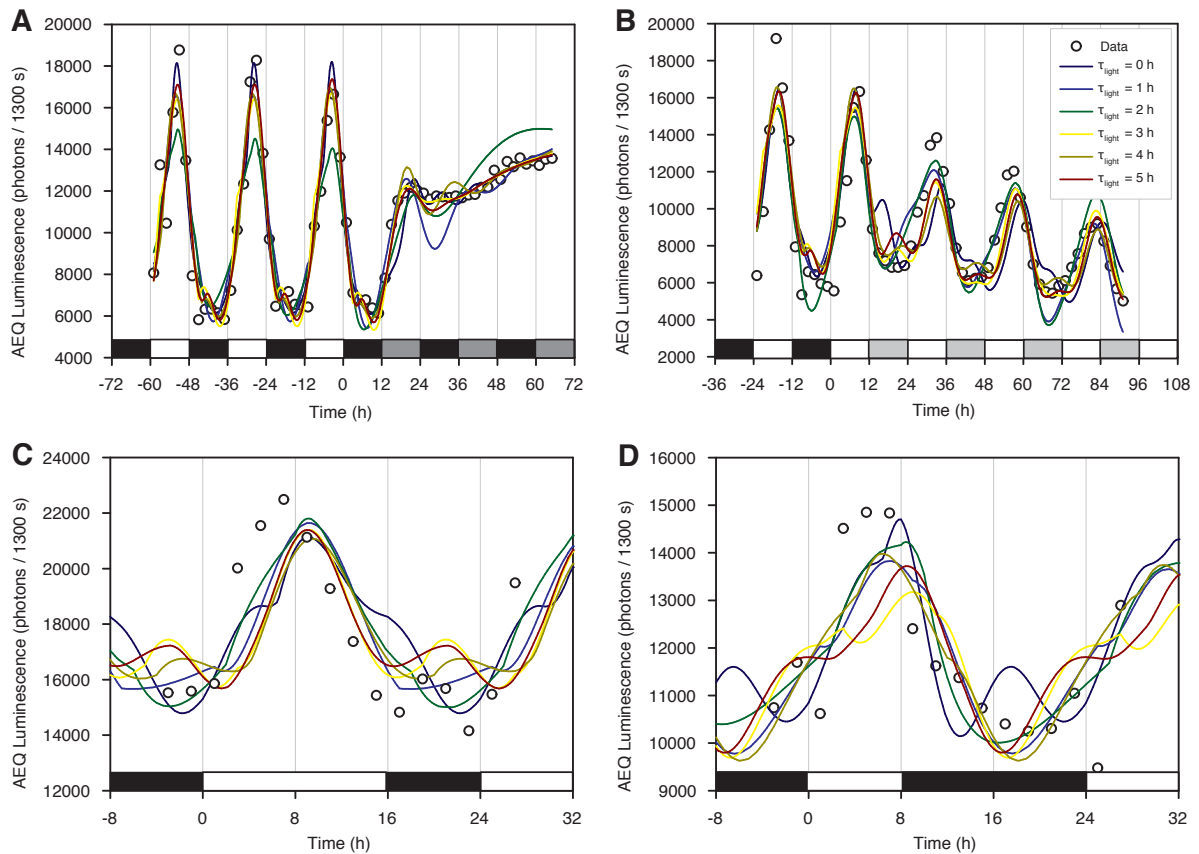 A
AEQ Luminescence (photons / 1300 s)
20000
18000
16000
14000
12000
10000
8000
6000
4000
-72 -60 -48 -36 -24 -12 0 12 24 36 48 60 72
Time (h)
B
AEQ Luminescence (photons / 1300 s)
20000
18000
16000
14000
12000
10000
8000
6000
4000
2000
-36 -24 -12 0 12 24 36 48 60 72 84 96 108
Time (h)
Data
τlight = 0 h
τlight = 1 h
τlight = 2 h
τlight = 3 h
τlight = 4 h
τlight = 5 h
C
AEQ Luminescence (photons / 1300 s)
24000
22000
20000
18000
16000
14000
12000
-8 0 8 16 24 32
Time (h)
D
AEQ Luminescence (photons / 1300 s)
16000
15000
14000
13000
12000
11000
10000
9000
-8 0 8 16 24 32
Time (h)